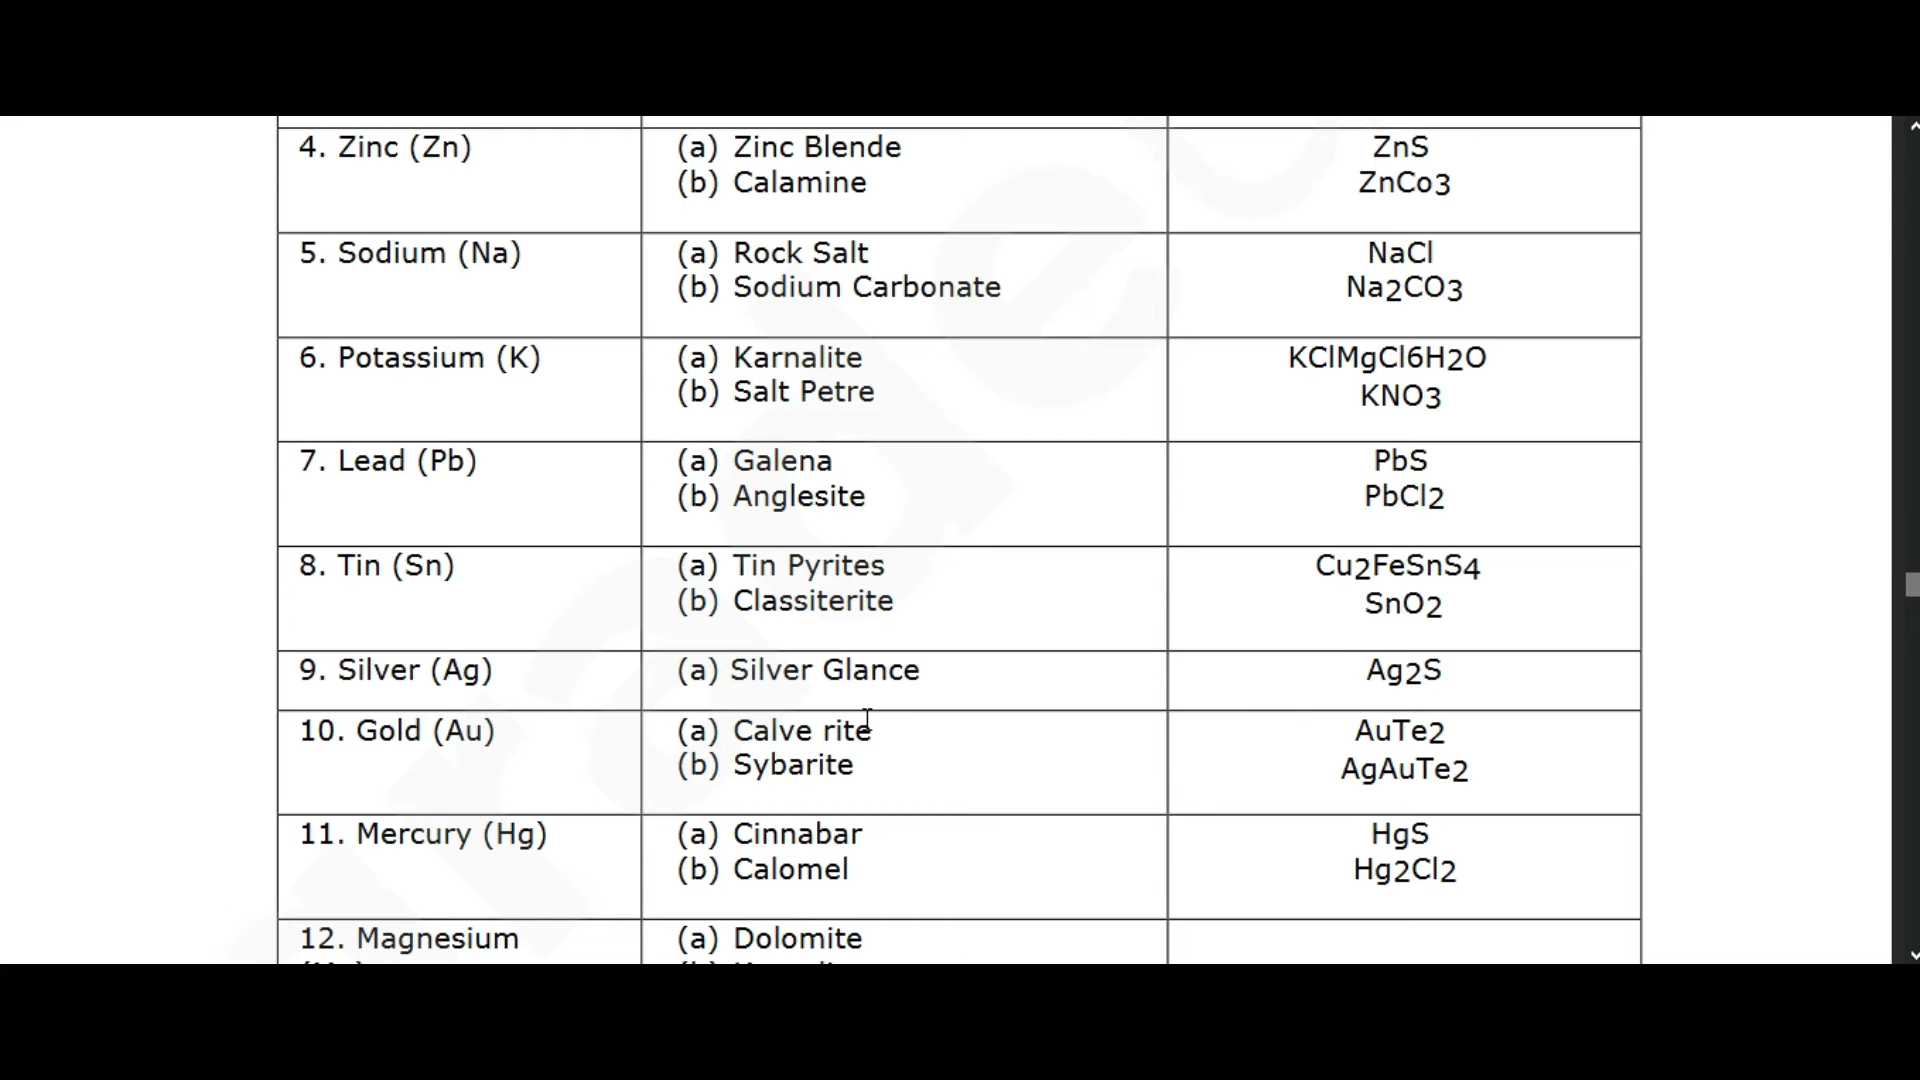 4. Zinc (Zn) (a) Zinc Blende ZnS
(b) Calamine ZnCo3
5. Sodium (Na) (a) Rock Salt NaCl
(b) Sodium Carbonate Na2CO3
6. Potassium (K) (a) Karnalite KClMgCl6H2O
(b) Salt Petre KNO3
7. Lead (Pb) (a) Galena PbS
(b) Anglesite PbCl2
8. Tin (Sn) (a) Tin Pyrites Cu2FeSnS4
(b) Classiterite SnO2
9. Silver (Ag) (a) Silver Glance Ag2S
10. Gold (Au) (a) Calve rite AuTe2
(b) Sybarite AgAuTe2
11. Mercury (Hg) (a) Cinnabar HgS
(b) Calomel Hg2Cl2
12. Magnesium (a) Dolomite